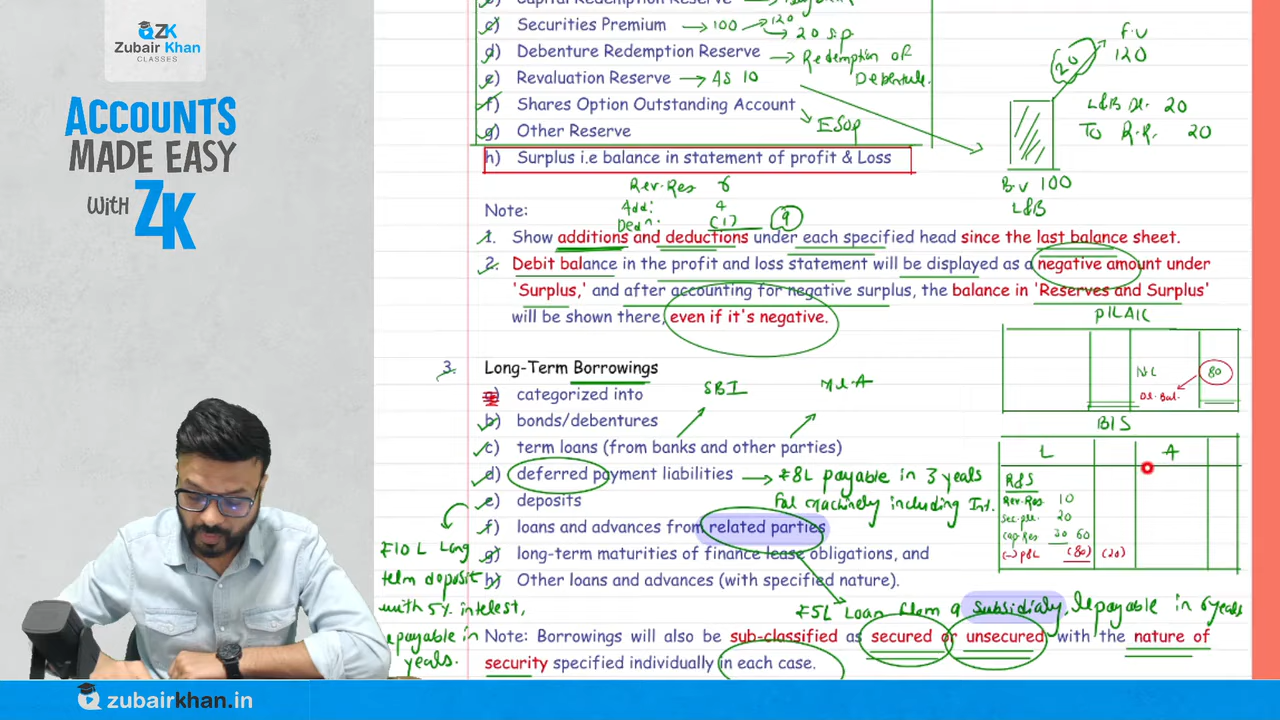 ZK
Zubair Khan
CLASSES
ACCOUNTS
MADE EASY
WITH ZK
b) Capital Redemption Reserve →
c) Securities Premium → 100 → 120
→ 20 S.P
d) Debenture Redemption Reserve → Redemption of
Debenture.
e) Revaluation Reserve → AS 10
f) Shares Option Outstanding Account
ESOP
g) Other Reserve
h) Surplus i.e balance in statement of profit & Loss
F.V
120
20
L&B Dr. 20
To R.R. 20
B.V 100
L&B
Rev. Res 6
Add: 4
Dedn: (1) 9
Note:
1. Show additions and deductions under each specified head since the last balance sheet.
2. Debit balance in the profit and loss statement will be displayed as a negative amount under
'Surplus,' and after accounting for negative surplus, the balance in 'Reserves and Surplus'
will be shown there, even if it's negative.
P/L A/C
N.L 80
Dr. Bal.
B/S
L A
R&S
Rev. Res. 10
Sec. pre. 20
Cap. Res 30 60
(-) P&L (80) (20)
3. Long-Term Borrowings
a) categorized into
SBI
b) bonds/debentures
c) term loans (from banks and other parties)
d) deferred payment liabilities → ₹8L payable in 3 years
for machinery including Int.
e) deposits
f) loans and advances from related parties
g) long-term maturities of finance lease obligations, and
h) Other loans and advances (with specified nature).
₹10 L Long
term deposit
with 5% interest,
repayable in
years.
₹5L Loan from a subsidiary, repayable in 6 years
Note: Borrowings will also be sub-classified as secured or unsecured with the nature of
security specified individually in each case.
zubairkhan.in